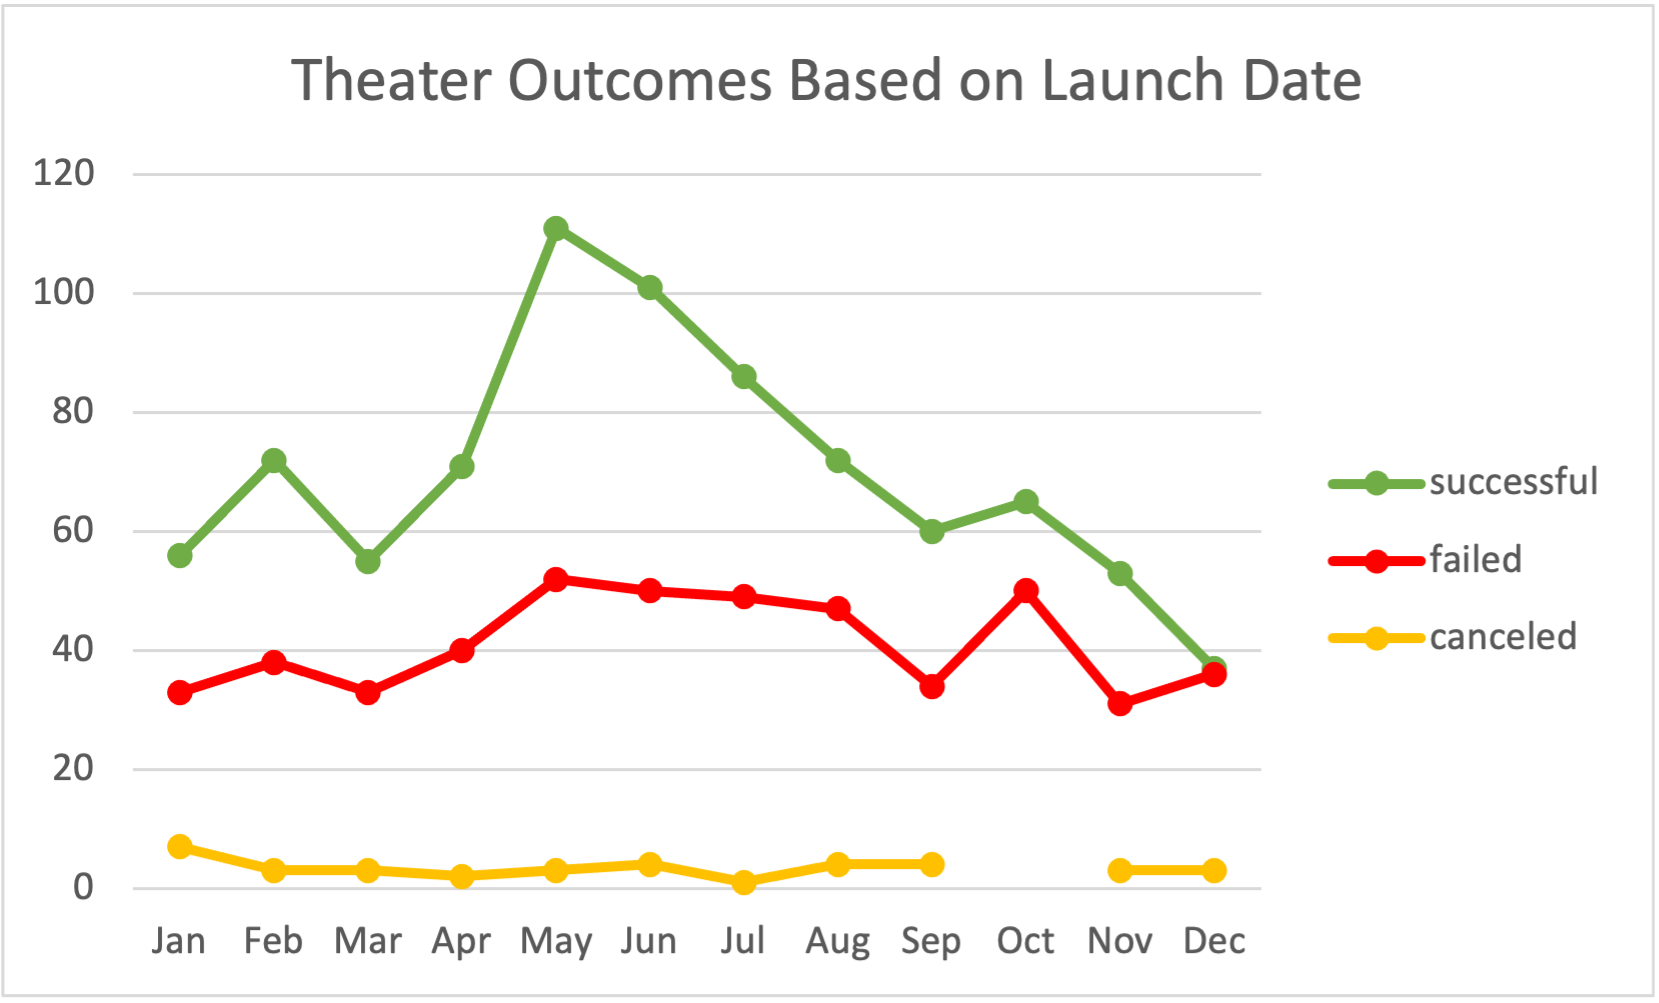 Theater Outcomes Based on Launch Date
120
100
80
60
40
20
0
Jan Feb Mar Apr May Jun Jul Aug Sep Oct Nov Dec
successful
failed
canceled